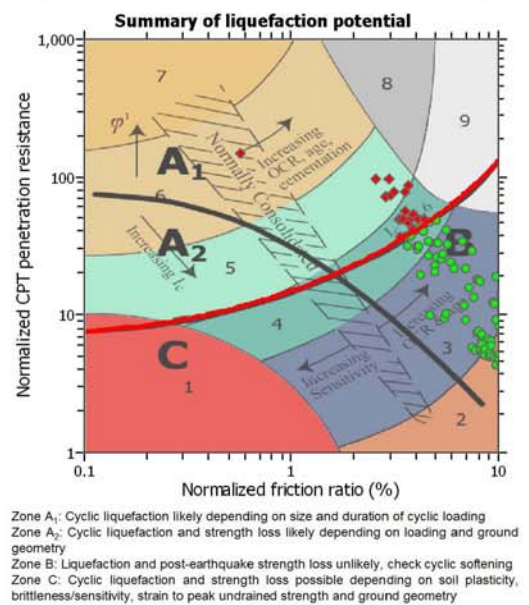 Summary of liquefaction potential
Normalized CPT penetration resistance
1,000
100
10
1
7
8
9
φ'
A1
Normally Consolidated
Increasing
OCR, age,
cementation
6
A2
Increasing Ic
5
B
4
Increasing
3
C
1
Increasing
Sensitivity
2
0.1
1
10
Normalized friction ratio (%)
Zone A1: Cyclic liquefaction likely depending on size and duration of cyclic loading
Zone A2: Cyclic liquefaction and strength loss likely depending on loading and ground
geometry
Zone B: Liquefaction and post-earthquake strength loss unlikely, check cyclic softening
Zone C: Cyclic liquefaction and strength loss possible depending on soil plasticity,
brittleness/sensitivity, strain to peak undrained strength and ground geometry